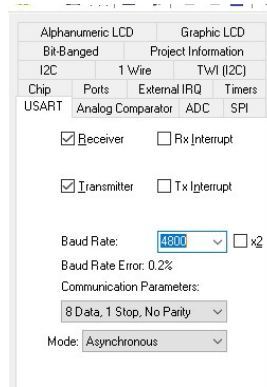 Alphanumeric LCD Graphic LCD
Bit-Banged Project Information
I2C 1 Wire TWI (I2C)
Chip Ports External IRQ Timers
USART Analog Comparator ADC SPI
Receiver Rx Interrupt
Transmitter Tx Interrupt
Baud Rate: 4800 x2
Baud Rate Error: 0.2%
Communication Parameters:
8 Data, 1 Stop, No Parity
Mode: Asynchronous